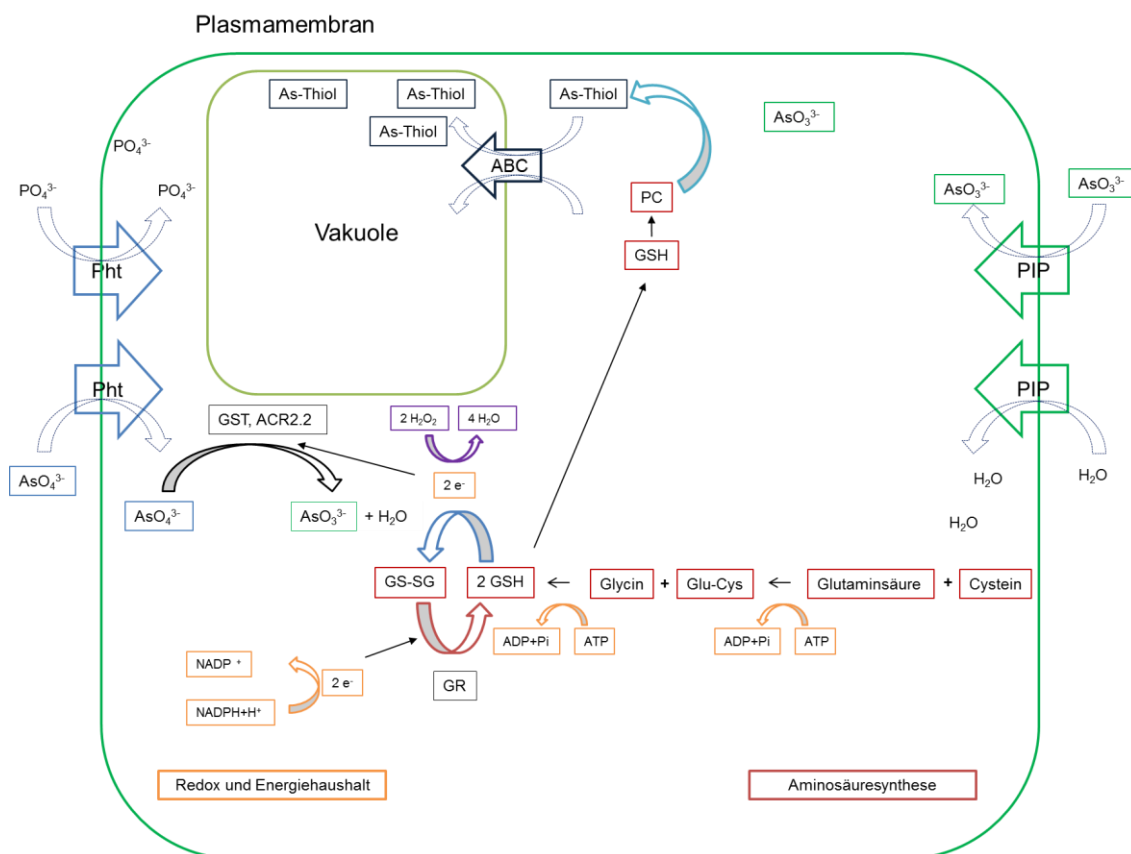 Plasmamembran
As-Thiol
As-Thiol
As-Thiol
AsO₃³⁻
As-Thiol
PO₄³⁻
ABC
PO₄³⁻
PO₄³⁻
PC
AsO₃³⁻
AsO₃³⁻
Vakuole
GSH
Pht
PIP
Pht
PIP
GST, ACR2.2
2 H₂O₂
4 H₂O
AsO₄³⁻
2 e⁻
H₂O
H₂O
AsO₄³⁻
AsO₃³⁻ + H₂O
H₂O
GS-SG
2 GSH
Glycin + Glu-Cys
Glutaminsäure + Cystein
ADP+Pi
ATP
ADP+Pi
ATP
NADP ⁺
2 e⁻
GR
NADPH+H⁺
Redox und Energiehaushalt
Aminosäuresynthese